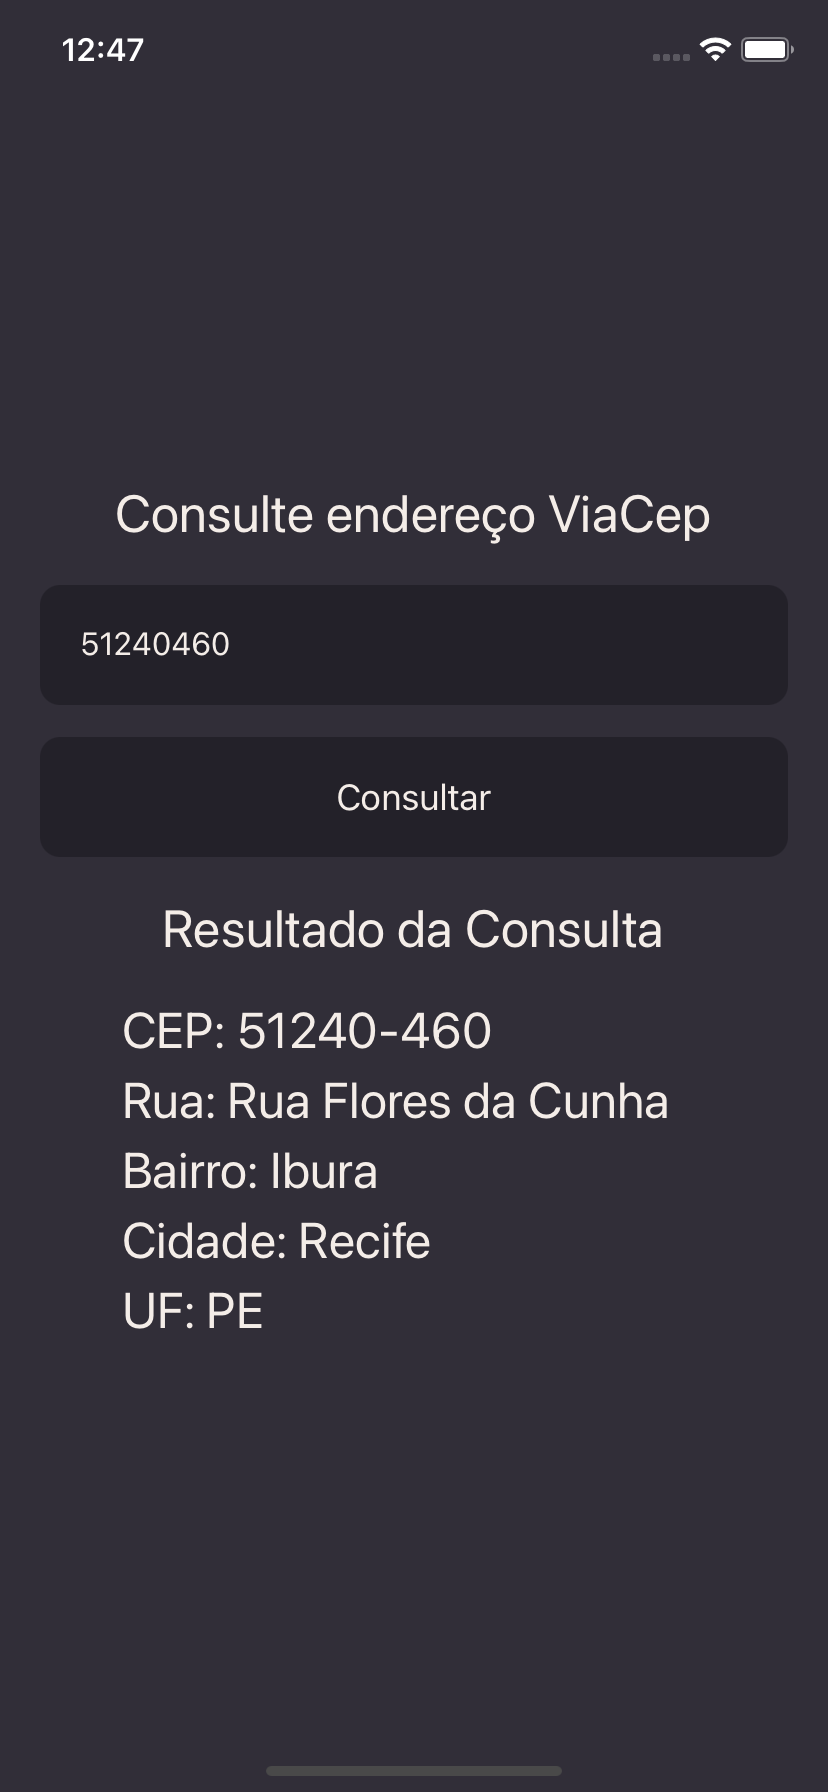 12:47
Consulte endereço ViaCep
51240460
Consultar
Resultado da Consulta
CEP: 51240-460
Rua: Rua Flores da Cunha
Bairro: Ibura
Cidade: Recife
UF: PE